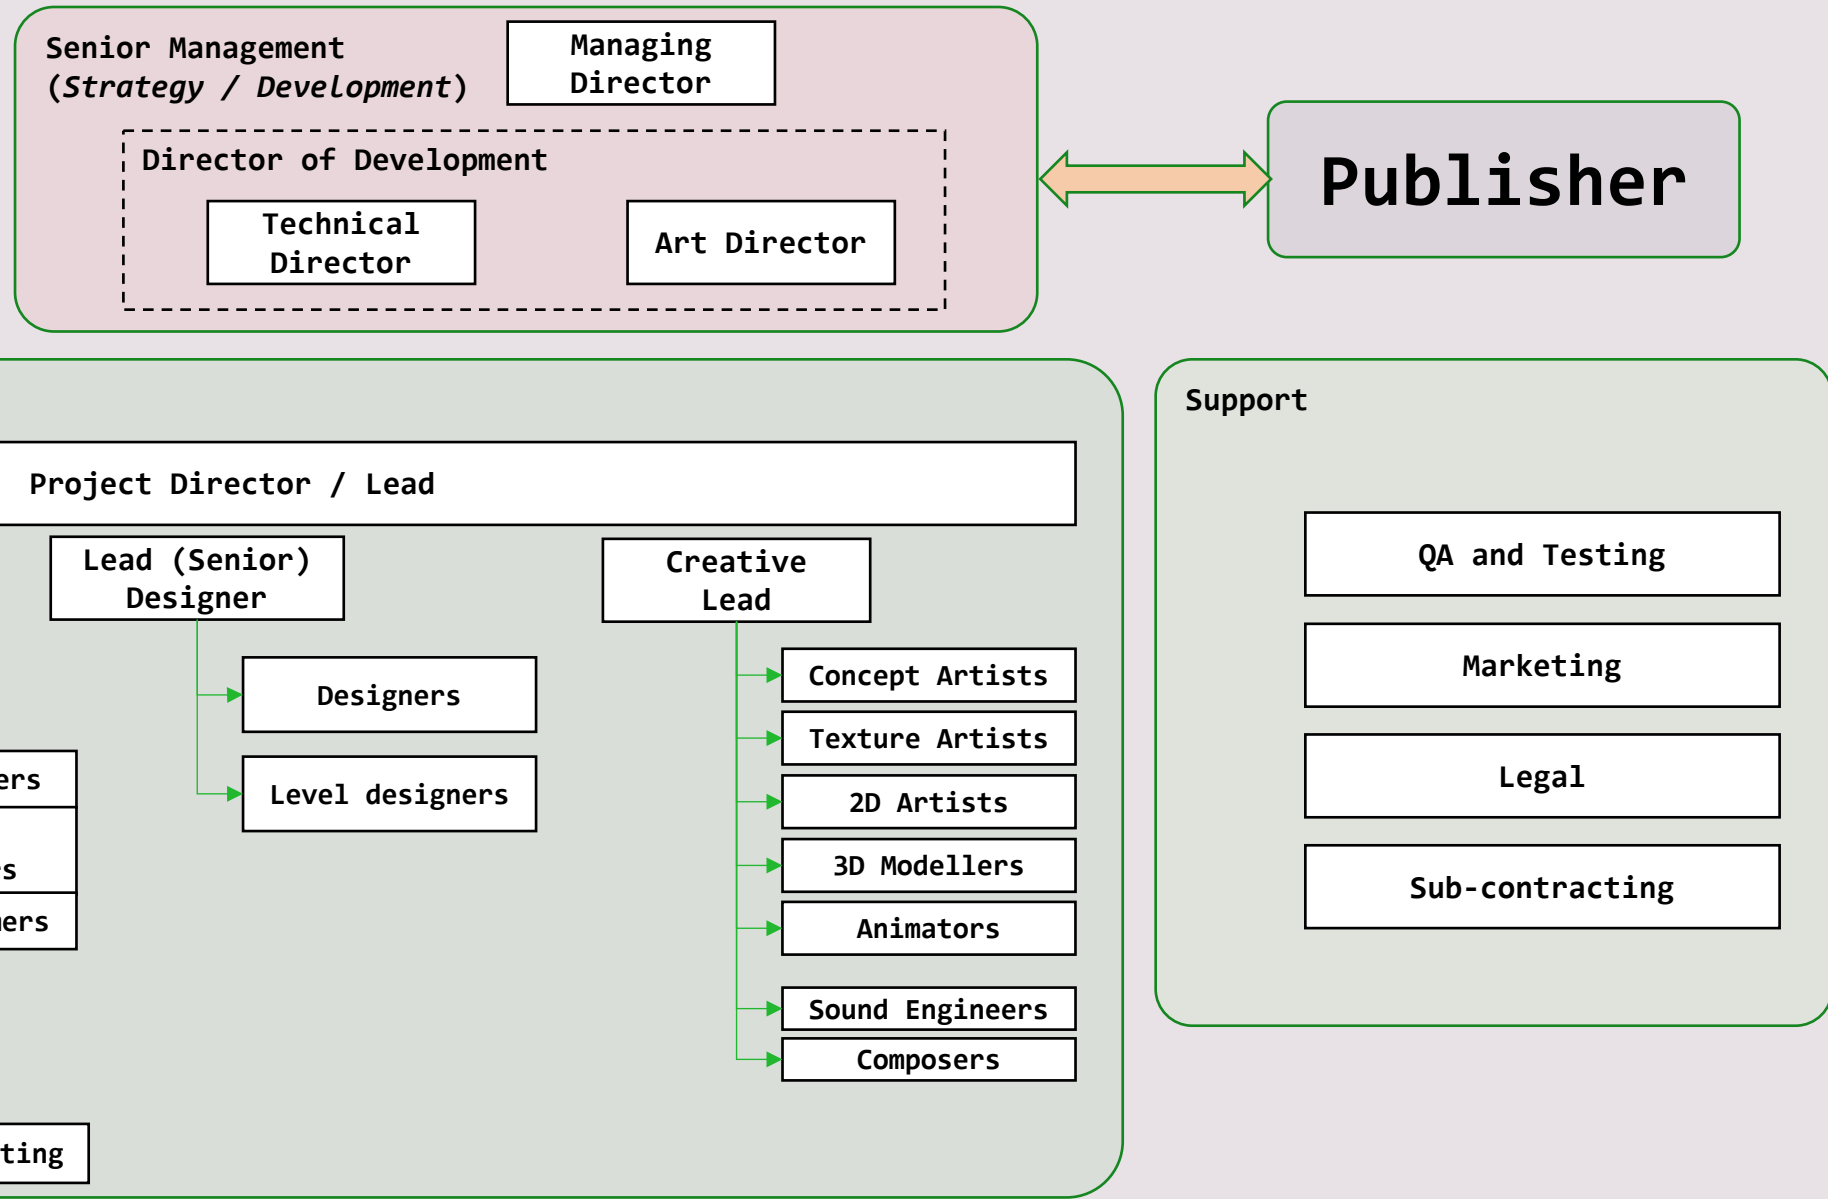 Senior Management
(Strategy / Development)
Managing
Director
Director of Development
Technical
Director
Art Director
Publisher
Project Director / Lead
Lead (Senior)
Designer
Designers
Level designers
Creative
Lead
Concept Artists
Texture Artists
2D Artists
3D Modellers
Animators
Sound Engineers
Composers
Support
QA and Testing
Marketing
Legal
Sub-contracting